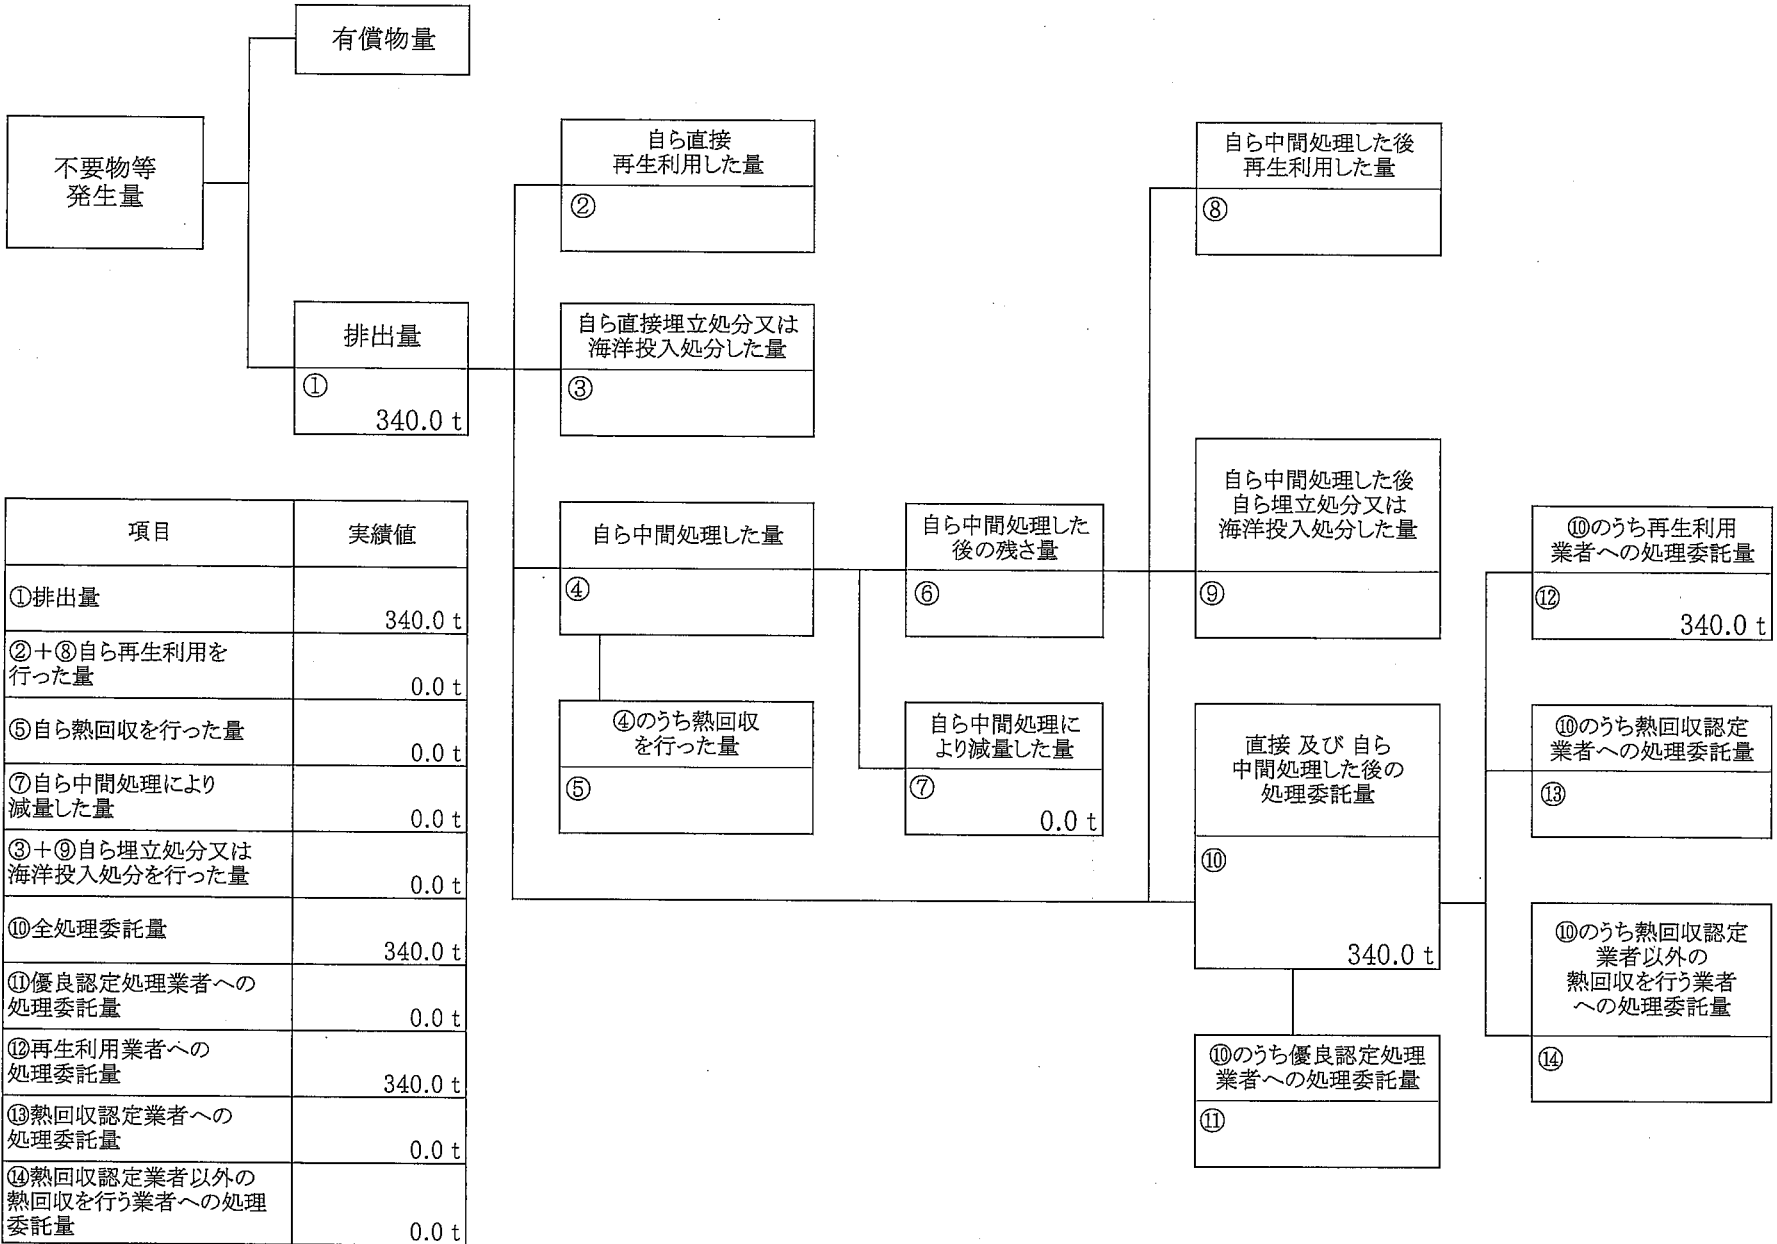 有償物量
不要物等
発生量
排出量
①
340.0 t
自ら直接
再生利用した量
②
自ら直接埋立処分又は
海洋投入処分した量
③
自ら中間処理した量
④
④のうち熱回収
を行った量
⑤
自ら中間処理した
後の残さ量
⑥
自ら中間処理に
より減量した量
⑦
0.0 t
自ら中間処理した後
再生利用した量
⑧
自ら中間処理した後
自ら埋立処分又は
海洋投入処分した量
⑨
直接 及び 自ら
中間処理した後の
処理委託量
⑩
340.0 t
⑩のうち優良認定処理
業者への処理委託量
⑪
⑩のうち再生利用
業者への処理委託量
⑫
340.0 t
⑩のうち熱回収認定
業者への処理委託量
⑬
⑩のうち熱回収認定
業者以外の
熱回収を行う業者
への処理委託量
⑭
項目 実績値
①排出量
340.0 t
②＋⑧自ら再生利用を
行った量
0.0 t
⑤自ら熱回収を行った量
0.0 t
⑦自ら中間処理により
減量した量
0.0 t
③＋⑨自ら埋立処分又は
海洋投入処分を行った量
0.0 t
⑩全処理委託量
340.0 t
⑪優良認定処理業者への
処理委託量
0.0 t
⑫再生利用業者への
処理委託量
340.0 t
⑬熱回収認定業者への
処理委託量
0.0 t
⑭熱回収認定業者以外の
熱回収を行う業者への処理
委託量
0.0 t